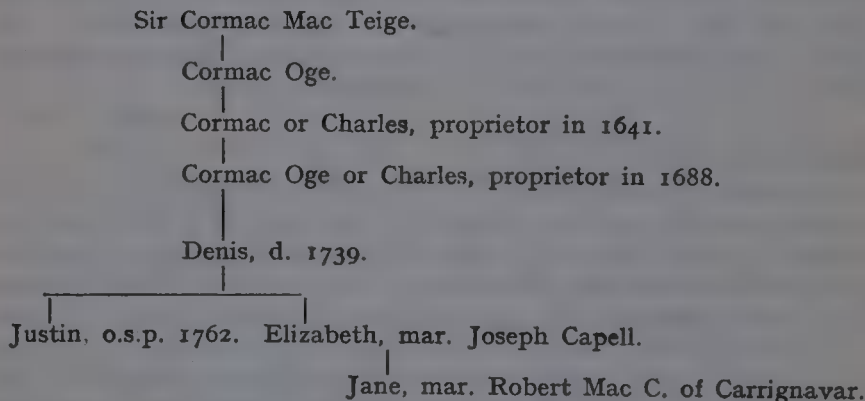 Sir Cormac Mac Teige.
Cormac Oge.
Cormac or Charles, proprietor in 1641.
Cormac Oge or Charles, proprietor in 1688.
Denis, d. 1739.
Justin, o.s.p. 1762. Elizabeth, mar. Joseph Capell.
Jane, mar. Robert Mac C. of Carrignavar.